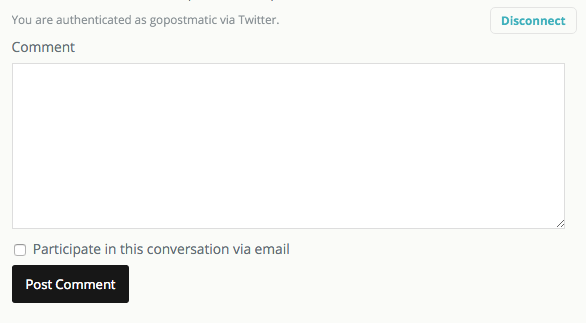 You are authenticated as gopostmatic via Twitter.
Disconnect
Comment
Participate in this conversation via email
Post Comment